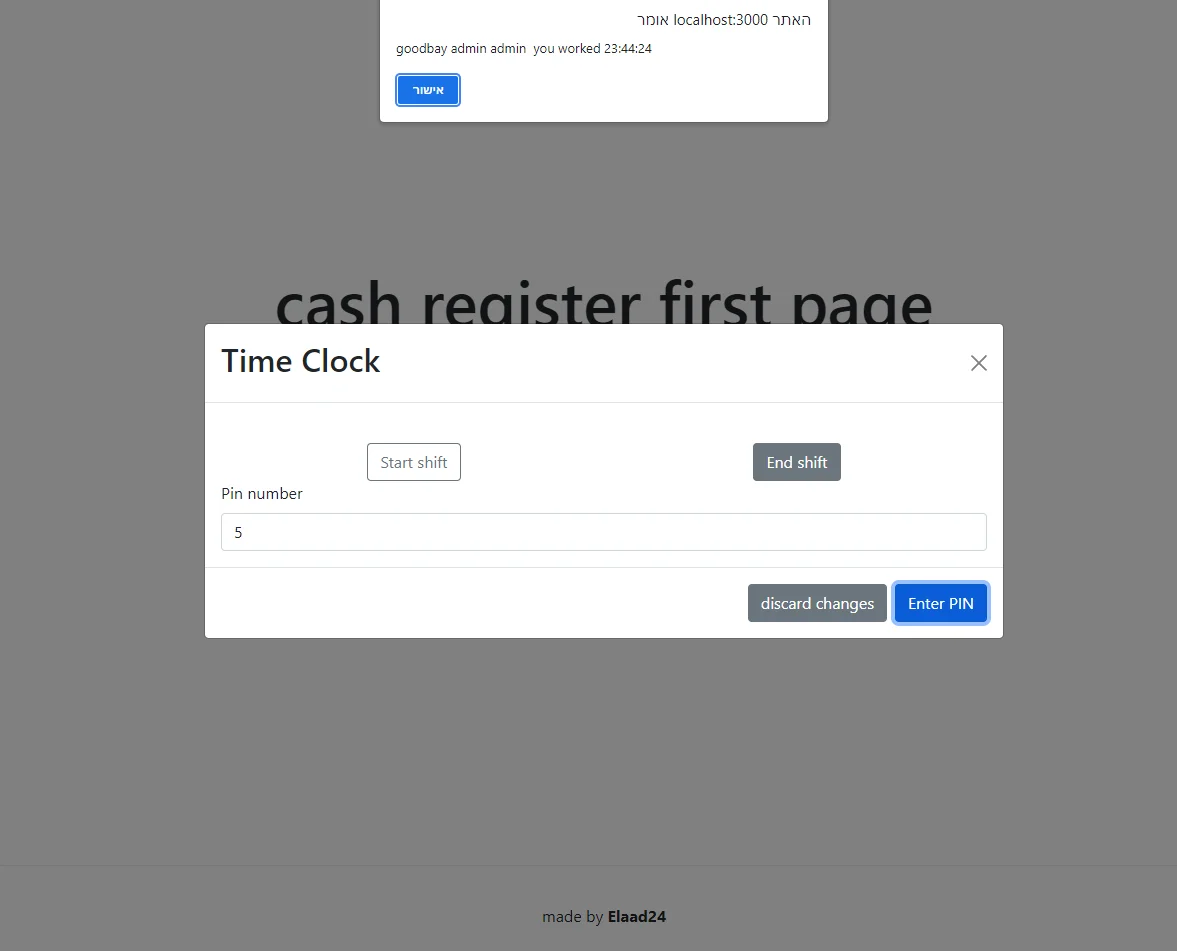 האתר localhost:3000 אומר
goodbay admin admin  you worked 23:44:24
אישור
cash register first page
Time Clock
Start shift
End shift
Pin number
5
discard changes
Enter PIN
made by Elaad24